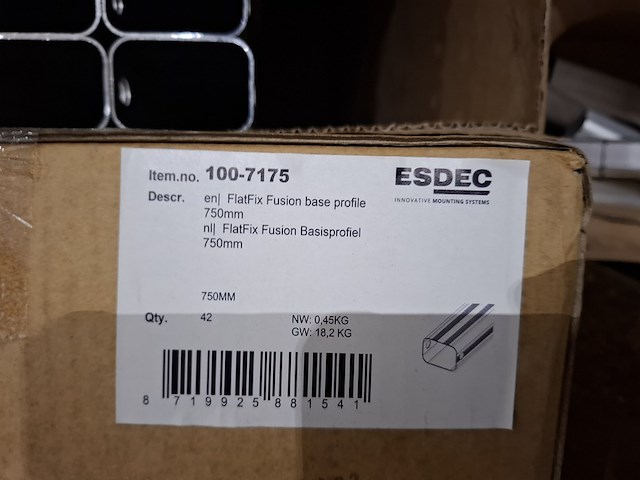 Item.no. 100-7175
ESDEC
INNOVATIVE MOUNTING SYSTEMS
Descr. en| FlatFix Fusion base profile
750mm
nl| FlatFix Fusion Basisprofiel
750mm
750MM
Qty. 42
NW: 0,45KG
GW: 18,2 KG
8 719925 881541